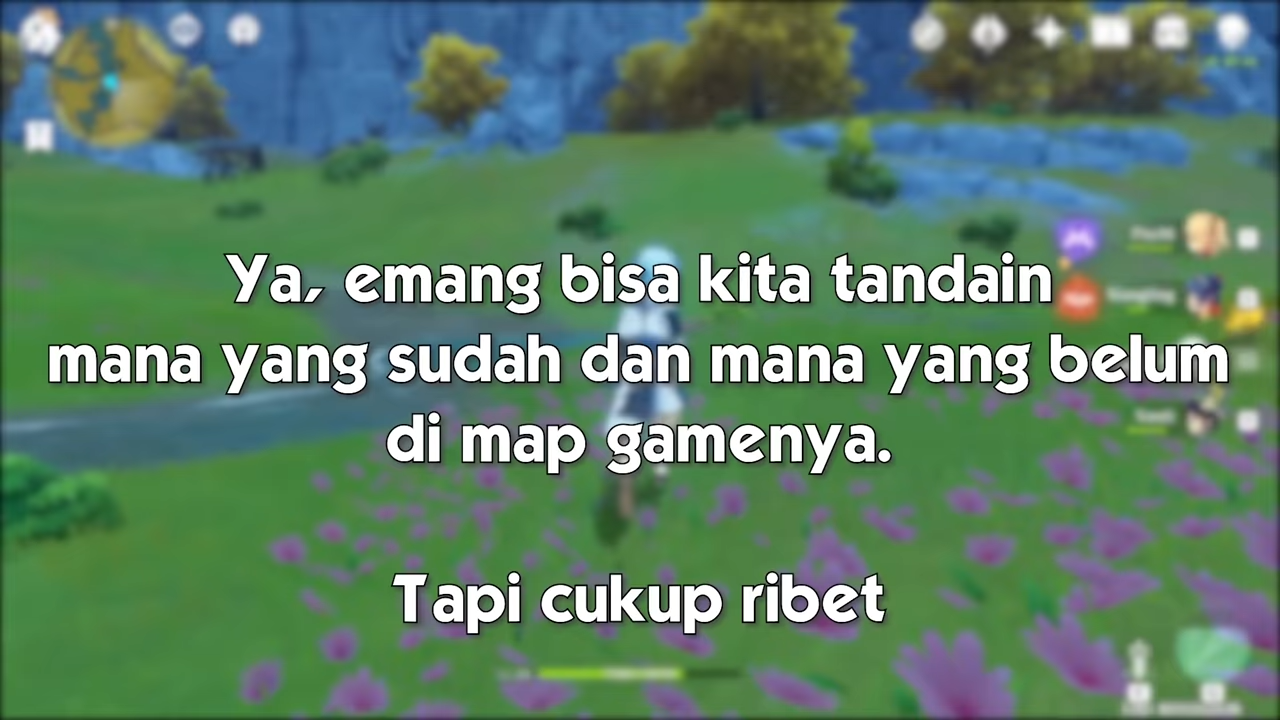 Ya, emang bisa kita tandain
mana yang sudah dan mana yang belum
di map gamenya.
Tapi cukup ribet